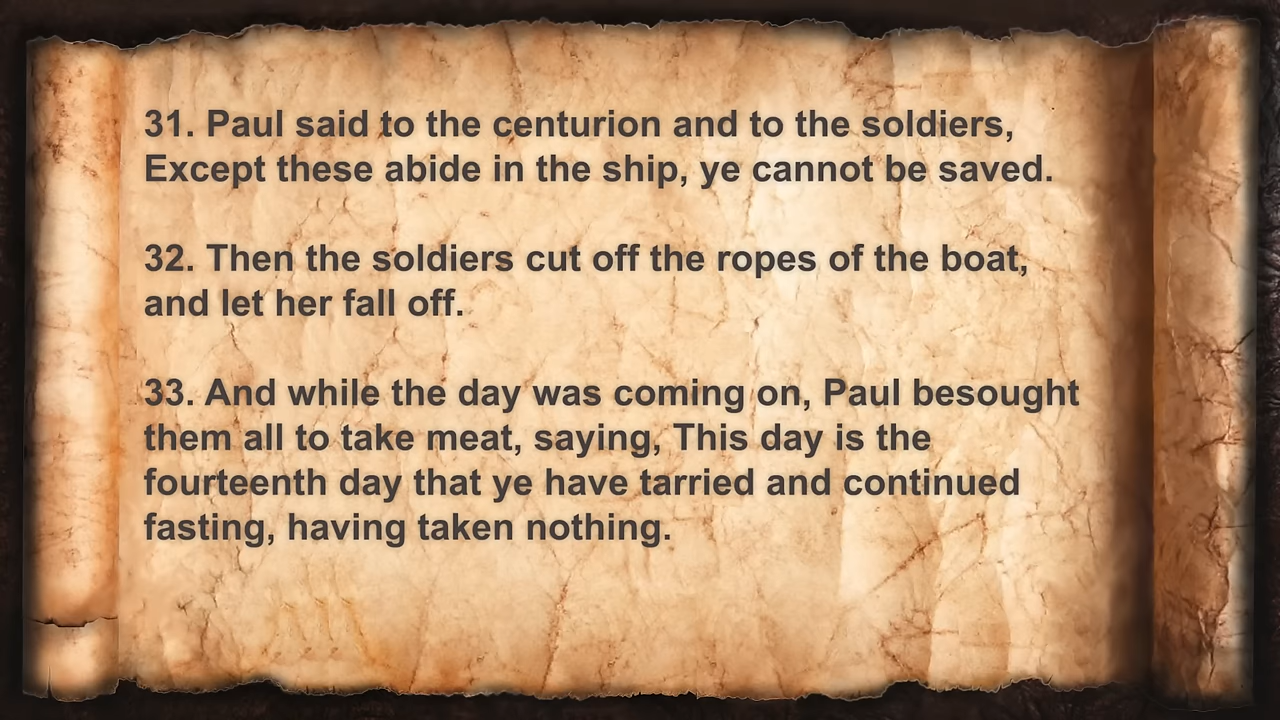 31. Paul said to the centurion and to the soldiers,
Except these abide in the ship, ye cannot be saved.
32. Then the soldiers cut off the ropes of the boat,
and let her fall off.
33. And while the day was coming on, Paul besought
them all to take meat, saying, This day is the
fourteenth day that ye have tarried and continued
fasting, having taken nothing.